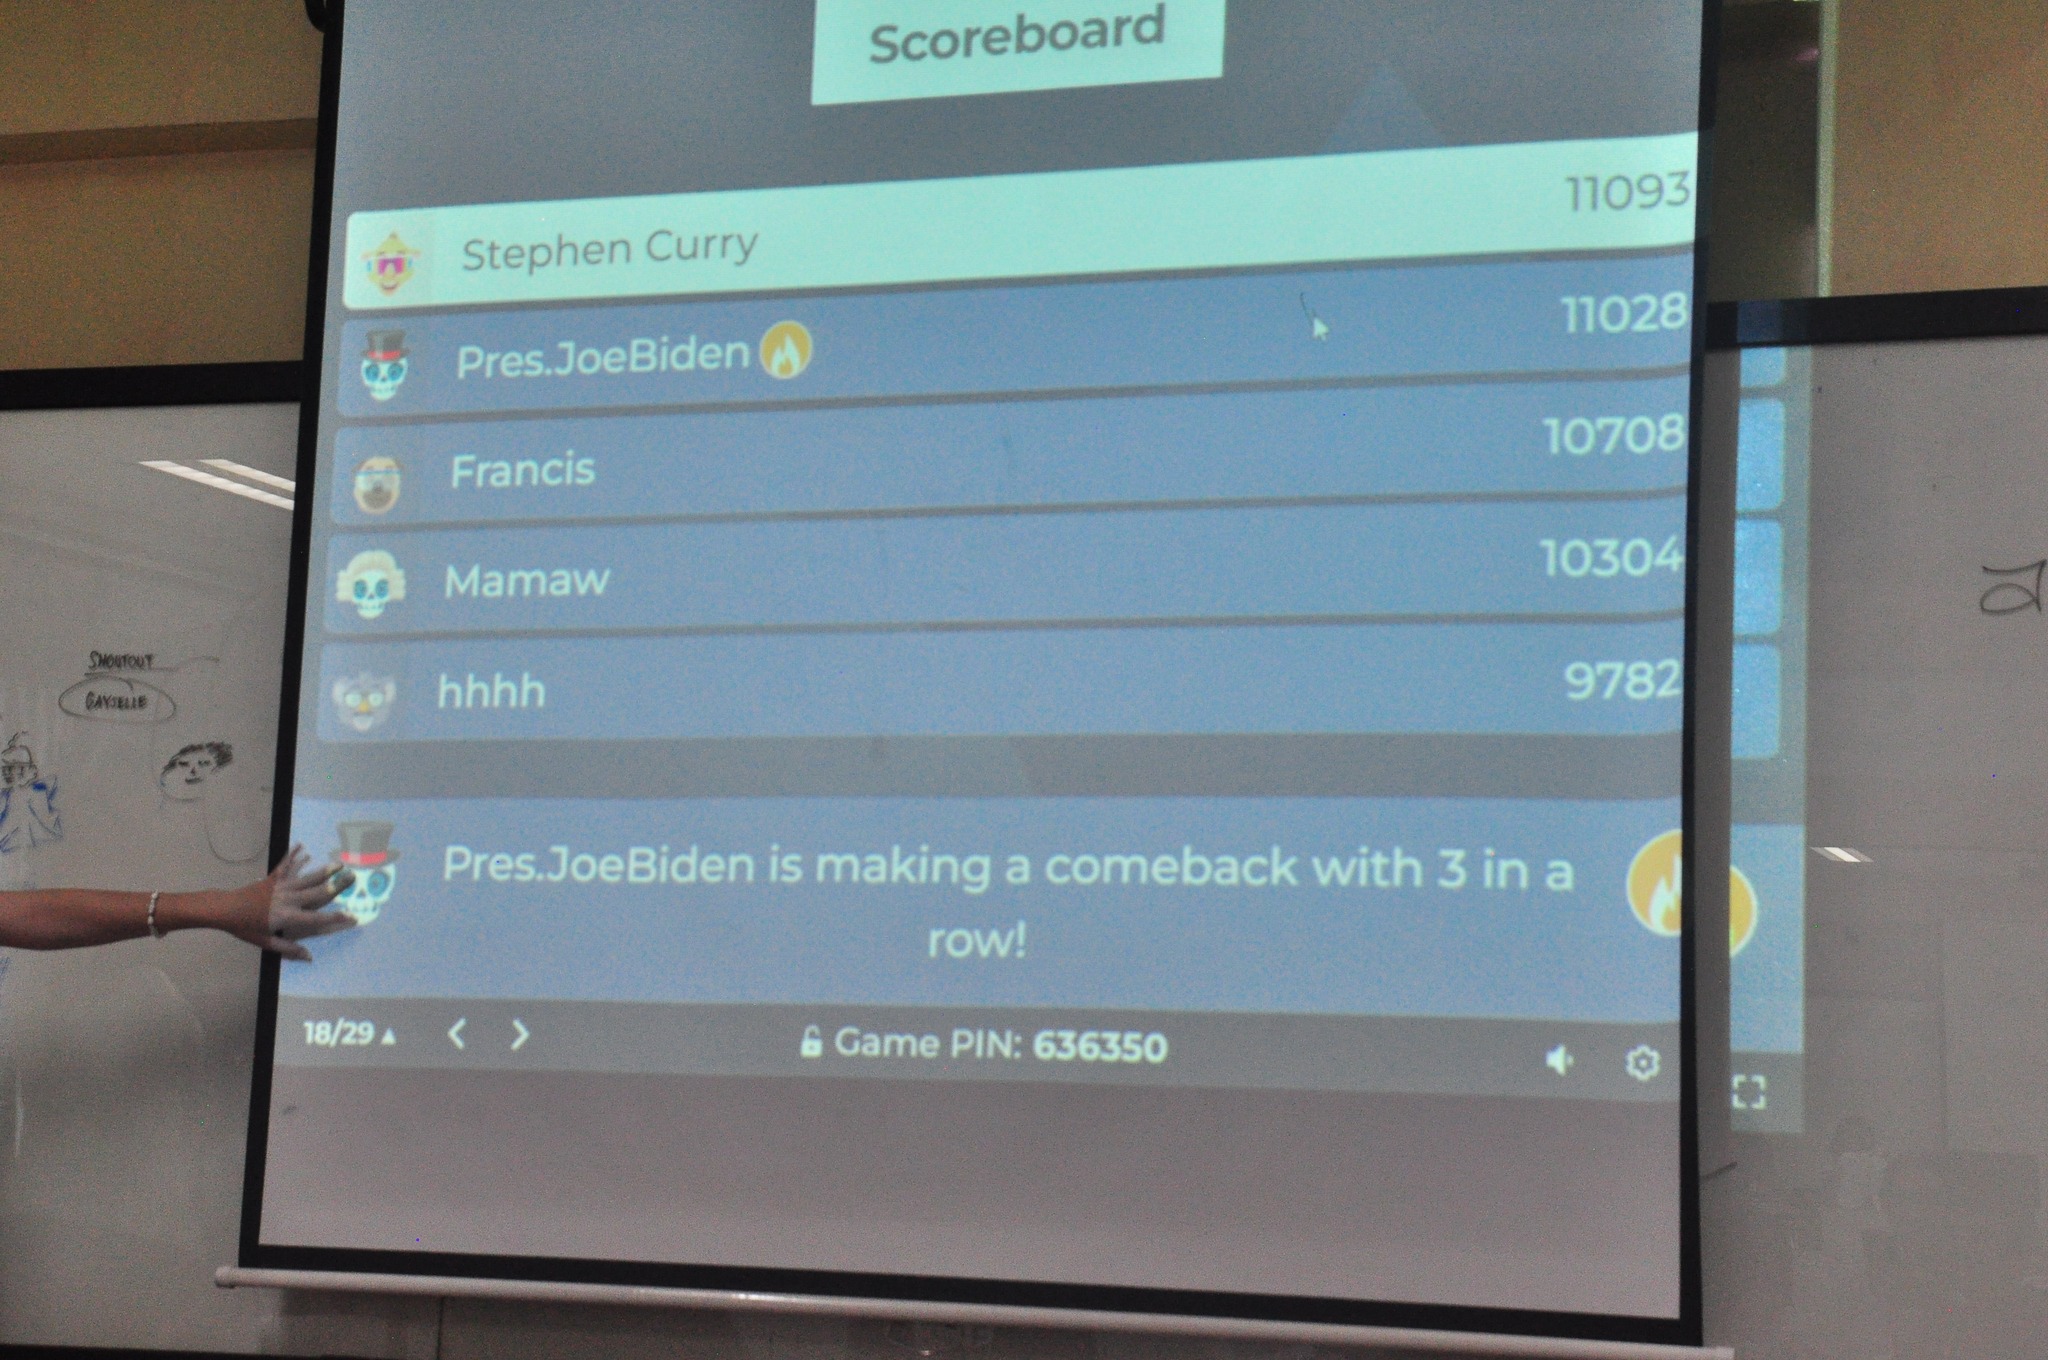 Scoreboard
Stephen Curry 11093
Pres.JoeBiden 11028
Francis 10708
Mamaw 10304
hhhh 9782
SHOUTOUT
GAYSELLE
Pres.JoeBiden is making a comeback with 3 in a
row!
18/29 Game PIN: 636350